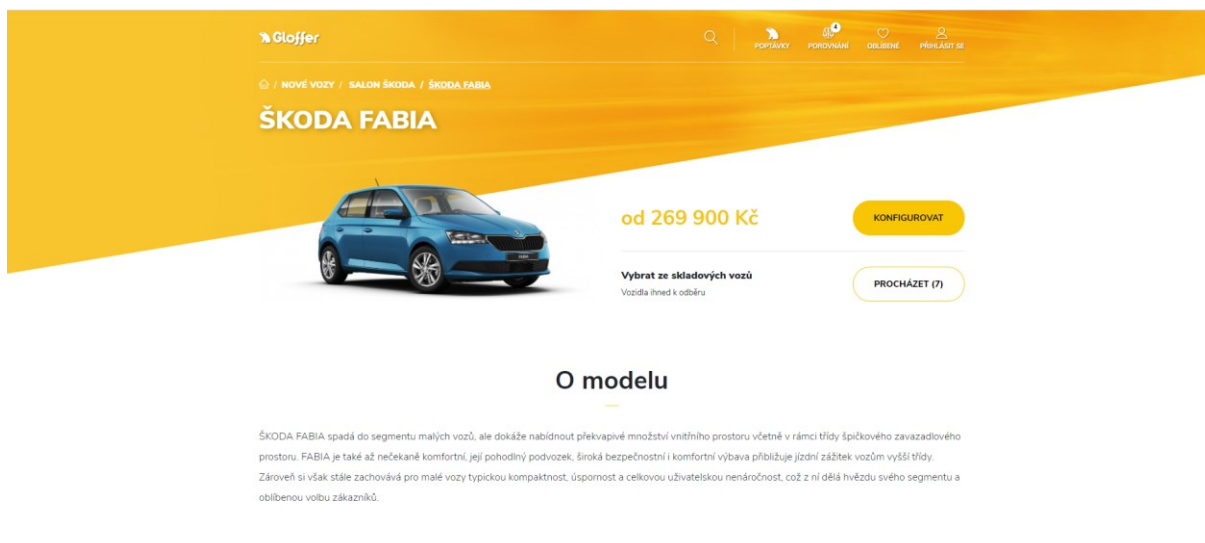 Gloffer
POPTÁVKY
4
POROVNÁNÍ
OBLÍBENÉ
PŘIHLÁSIT SE
/ NOVÉ VOZY / SALON ŠKODA / ŠKODA FABIA
ŠKODA FABIA
od 269 900 Kč
KONFIGUROVAT
Vybrat ze skladových vozů
Vozidla ihned k odběru
PROCHÁZET (7)
O modelu
ŠKODA FABIA spadá do segmentu malých vozů, ale dokáže nabídnout překvapivé množství vnitřního prostoru včetně v rámci třídy špičkového zavazadlového
prostoru. FABIA je také až nečekaně komfortní, její pohodlný podvozek, široká bezpečnostní i komfortní výbava přibližuje jízdní zážitek vozům vyšší třídy.
Zároveň si však stále zachovává pro malé vozy typickou kompaktnost, úspornost a celkovou uživatelskou nenáročnost, což z ní dělá hvězdu svého segmentu a
oblíbenou volbu zákazníků.